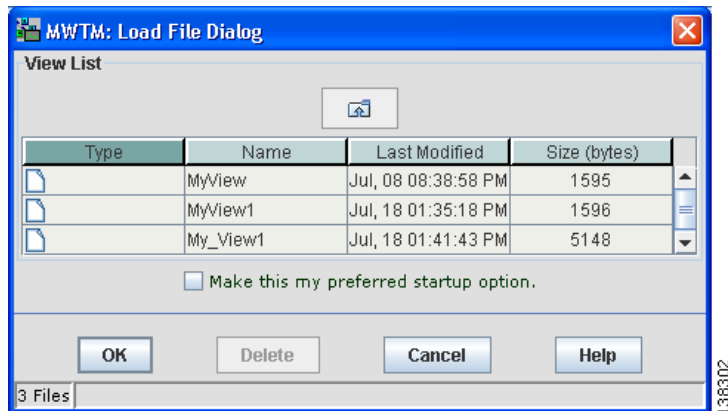 MWTM: Load File Dialog
View List
Type Name Last Modified Size (bytes)
MyView Jul, 08 08:38:58 PM 1595
MyView1 Jul, 18 01:35:18 PM 1596
My_View1 Jul, 18 01:41:43 PM 5148
Make this my preferred startup option.
OK Delete Cancel Help
3 Files
38302